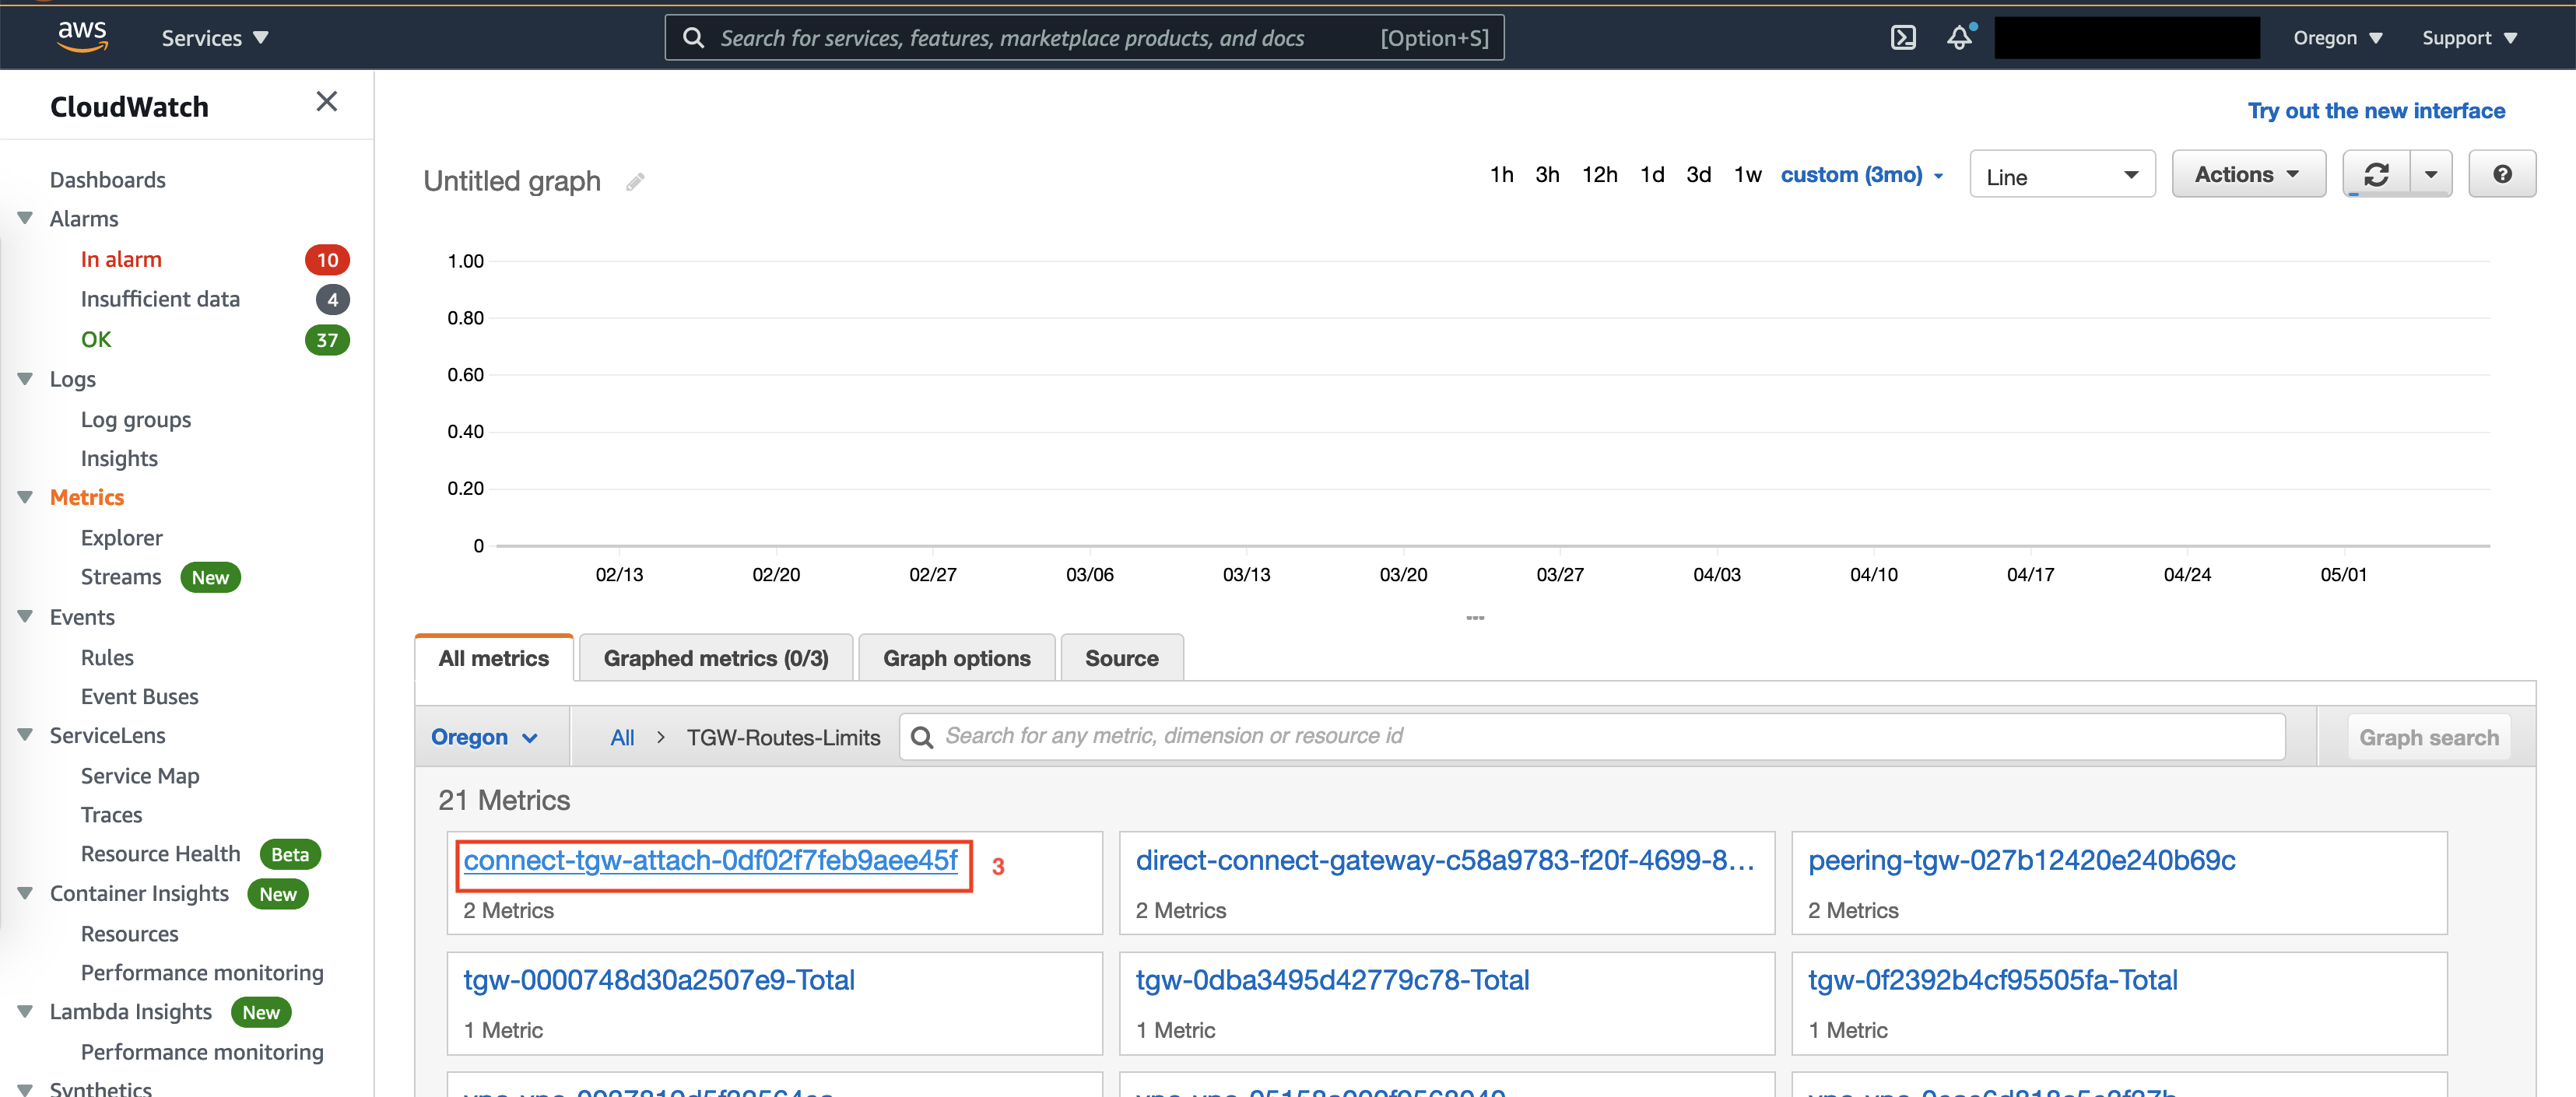 aws Services Search for services, features, marketplace products, and docs [Option+S] Oregon Support
CloudWatch
Dashboards
Alarms
In alarm 10
Insufficient data 4
OK 37
Logs
Log groups
Insights
Metrics
Explorer
Streams New
Events
Rules
Event Buses
ServiceLens
Service Map
Traces
Resource Health Beta
Container Insights New
Resources
Performance monitoring
Lambda Insights New
Performance monitoring
Synthetics
Try out the new interface
Untitled graph 1h 3h 12h 1d 3d 1w custom (3mo) Line Actions ?
1.00
0.80
0.60
0.40
0.20
0
02/13 02/20 02/27 03/06 03/13 03/20 03/27 04/03 04/10 04/17 04/24 05/01
All metrics Graphed metrics (0/3) Graph options Source
Oregon All > TGW-Routes-Limits Search for any metric, dimension or resource id Graph search
21 Metrics
connect-tgw-attach-0df02f7feb9aee45f 3 direct-connect-gateway-c58a9783-f20f-4699-8... peering-tgw-027b12420e240b69c
2 Metrics 2 Metrics 2 Metrics
tgw-0000748d30a2507e9-Total tgw-0dba3495d42779c78-Total tgw-0f2392b4cf95505fa-Total
1 Metric 1 Metric 1 Metric